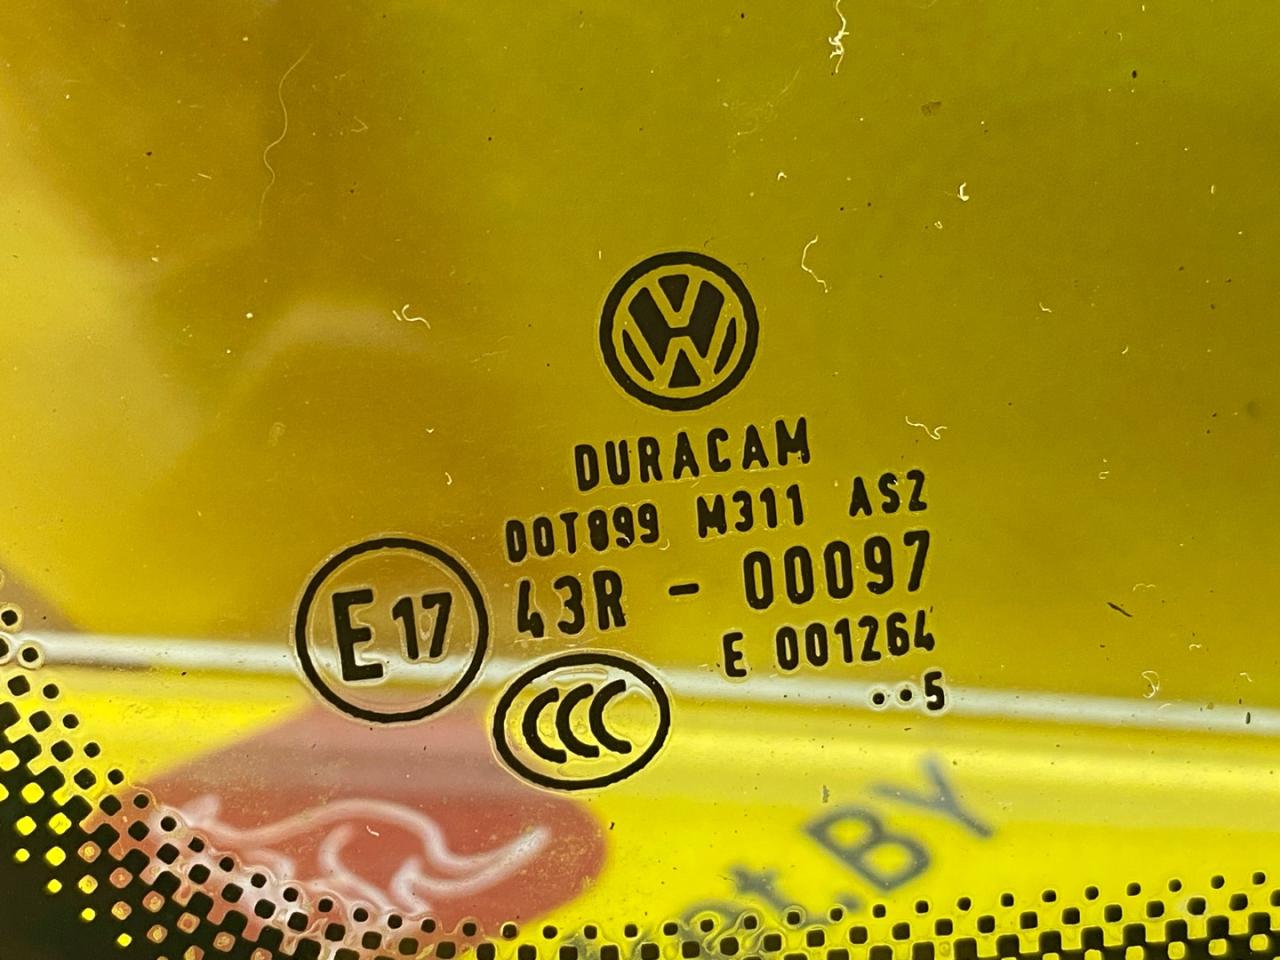 DURACAM
DOT899 M311 AS2
E17 43R - 00097
E 001264
CCC
..5
t.BY